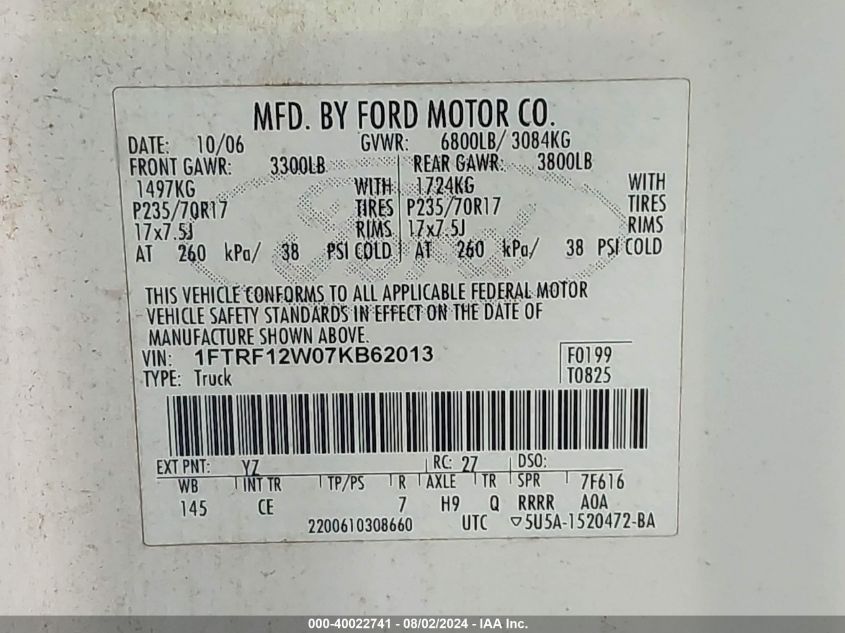 MFD. BY FORD MOTOR CO.
DATE: 10/06 GVWR: 6800LB/ 3084KG
FRONT GAWR: 3300LB REAR GAWR: 3800LB
1497KG WITH 1724KG WITH
P235/70R17 TIRES P235/70R17 TIRES
17x7.5J RIMS 17x7.5J RIMS
AT 260 kPa/ 38 PSI COLD AT 260 kPa/ 38 PSI COLD
THIS VEHICLE CONFORMS TO ALL APPLICABLE FEDERAL MOTOR
VEHICLE SAFETY STANDARDS IN EFFECT ON THE DATE OF
MANUFACTURE SHOWN ABOVE.
VIN: 1FTRF12W07KB62013 F0199
TYPE: Truck T0825
EXT PNT: YZ RC: 27 DSO:
WB INT TR TP/PS R AXLE TR SPR 7F616
145 CE 7 H9 Q RRRR A0A
2200610308660 UTC ▽5U5A-1520472-BA
000-40022741 - 08/02/2024 - IAA Inc.